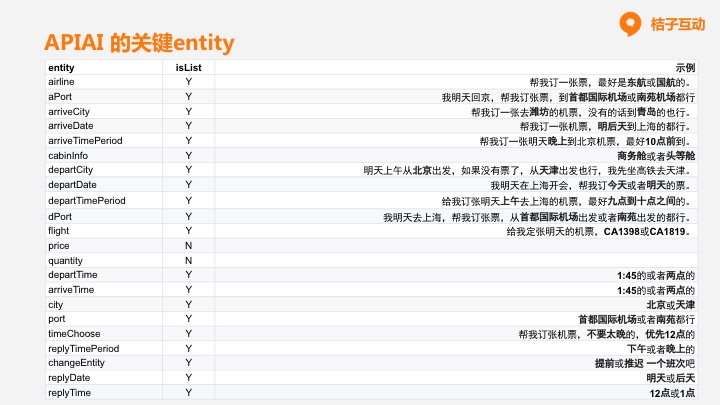 桔子互动
APIAI 的关键entity
entity isList 示例
airline Y 帮我订一张票，最好是东航或国航的。
aPort Y 我明天回京，帮我订张票，到首都国际机场或南苑机场都行
arriveCity Y 帮我订一张去潍坊的机票，没有的话到青岛的也行。
arriveDate Y 帮我订一张机票，明后天到上海的都行。
arriveTimePeriod Y 帮我订一张明天晚上到北京机票，最好10点前到。
cabinInfo Y 商务舱或者头等舱
departCity Y 明天上午从北京出发，如果没有票了，从天津出发也行，我先坐高铁去天津。
departDate Y 我明天在上海开会，帮我订今天或者明天的票。
departTimePeriod Y 给我订张明天上午去上海的机票，最好九点到十点之间的。
dPort Y 我明天去上海，帮我订张票，从首都国际机场出发或者南苑出发的都行。
flight Y 给我定张明天的机票，CA1398或CA1819。
price N
quantity N
departTime Y 1:45的或者两点的
arriveTime Y 1:45的或者两点的
city Y 北京或天津
port Y 首都国际机场或者南苑都行
timeChoose Y 帮我订张机票，不要太晚的，优先12点的
replyTimePeriod Y 下午或者晚上的
changeEntity Y 提前或推迟 一个班次吧
replyDate Y 明天或后天
replyTime Y 12点或1点